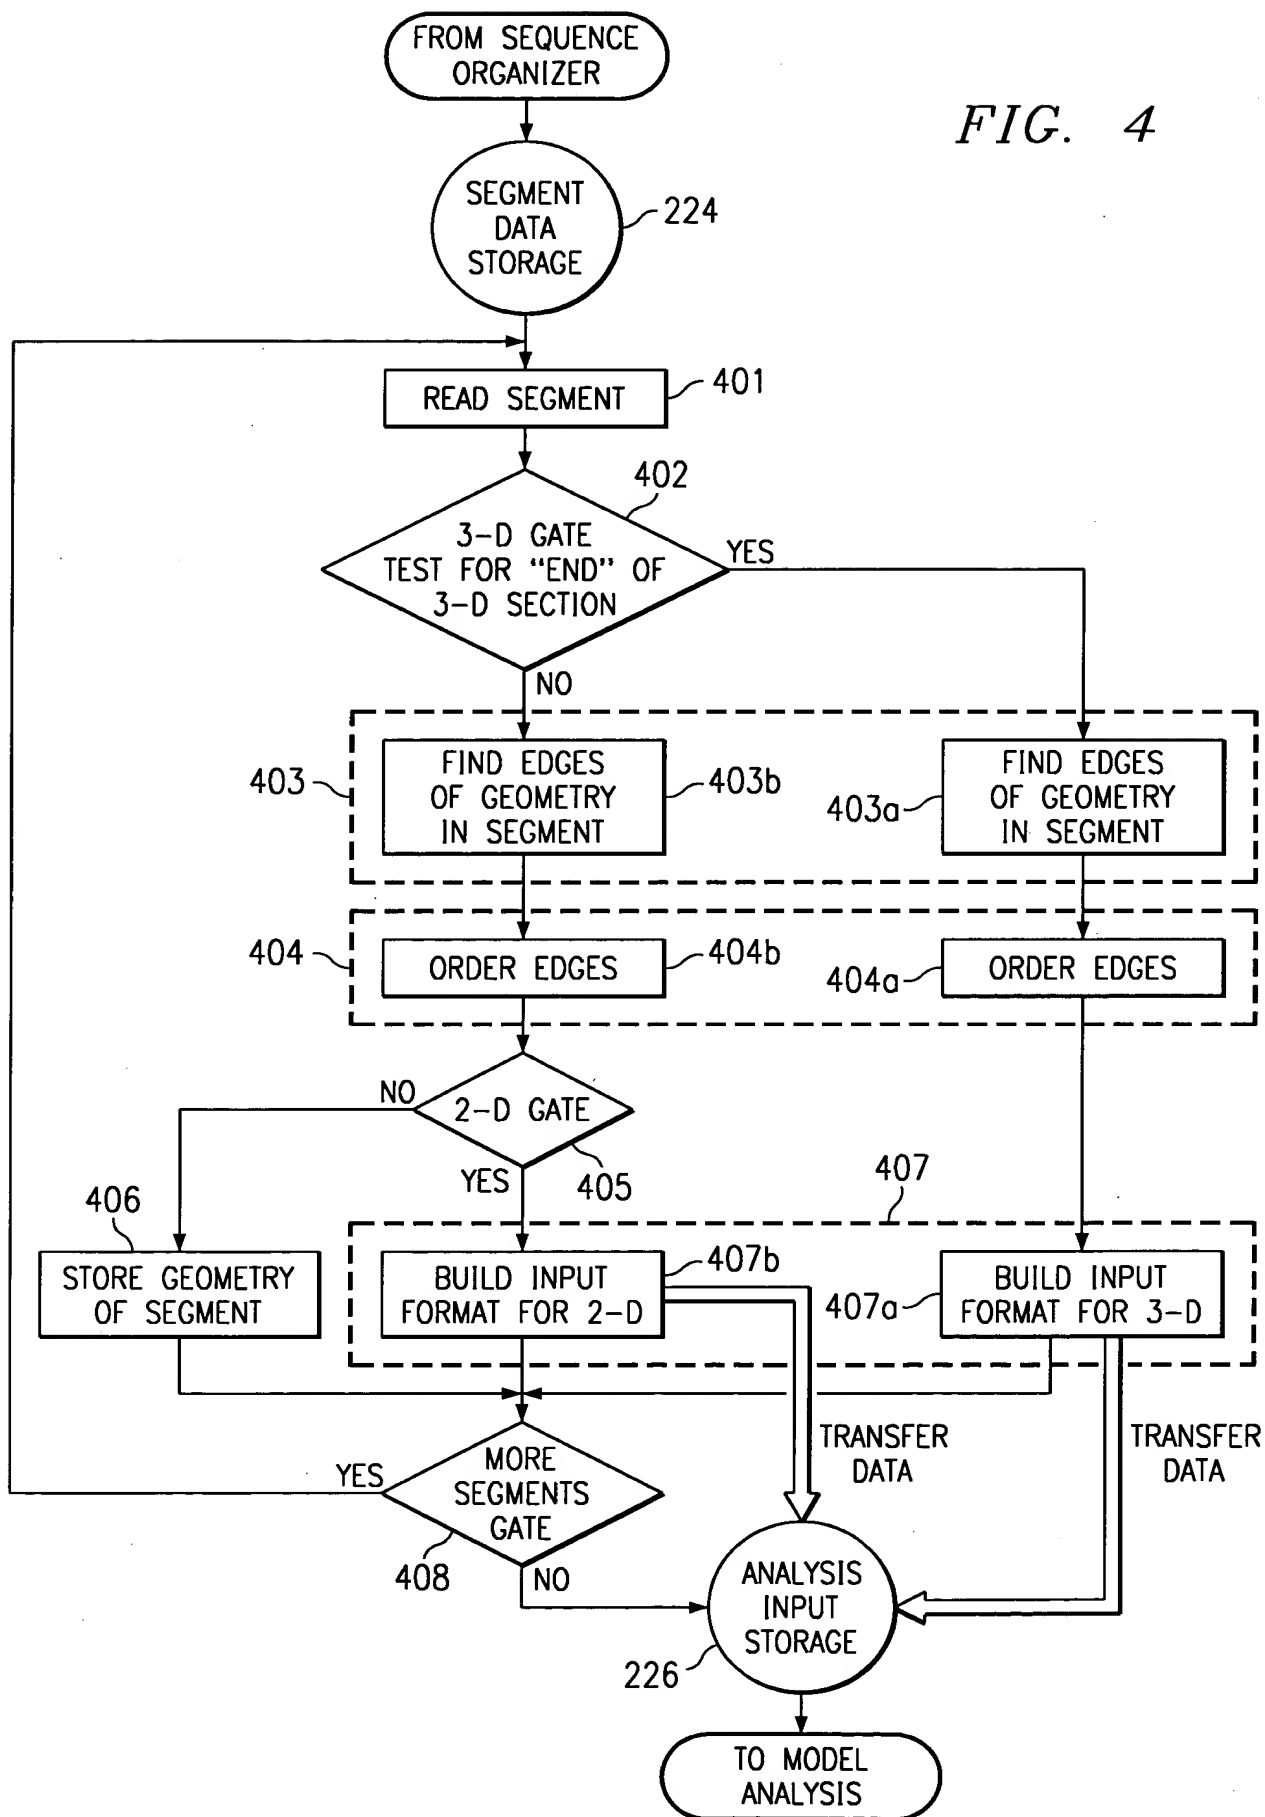 FROM SEQUENCE
ORGANIZER
FIG. 4
SEGMENT
DATA
STORAGE
224
READ SEGMENT
401
402
3-D GATE
TEST FOR "END" OF
3-D SECTION
YES
NO
403
FIND EDGES
OF GEOMETRY
IN SEGMENT
403b
403a
FIND EDGES
OF GEOMETRY
IN SEGMENT
404
ORDER EDGES
404b
404a
ORDER EDGES
NO
2-D GATE
YES
405
407
406
STORE GEOMETRY
OF SEGMENT
BUILD INPUT
FORMAT FOR 2-D
407b
407a
BUILD INPUT
FORMAT FOR 3-D
TRANSFER
DATA
TRANSFER
DATA
YES
MORE
SEGMENTS
GATE
408
NO
ANALYSIS
INPUT
STORAGE
226
TO MODEL
ANALYSIS